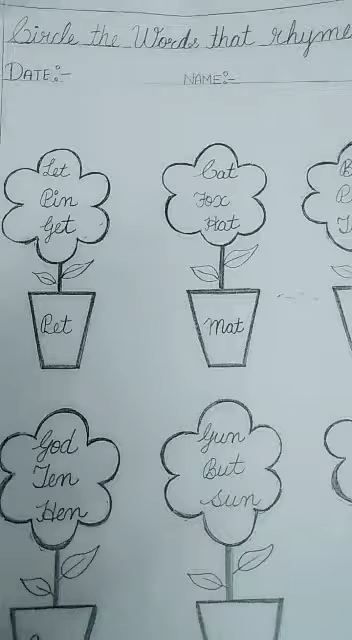 Circle the Words that rhyme
DATE:-
NAME:-
Let
Pin
Get
Pet
Cat
Fox
Hat
Mat
God
Ten
Hen
Gun
But
Sun